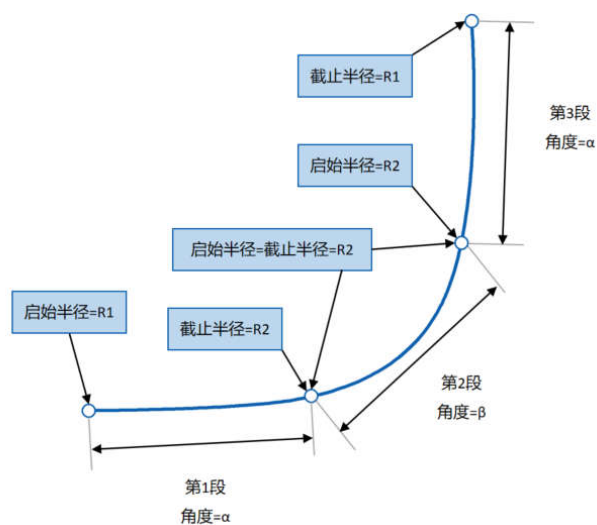 截止半径=R1
第3段
角度=α
启始半径=R2
启始半径=截止半径=R2
启始半径=R1
截止半径=R2
第2段
角度=β
第1段
角度=α